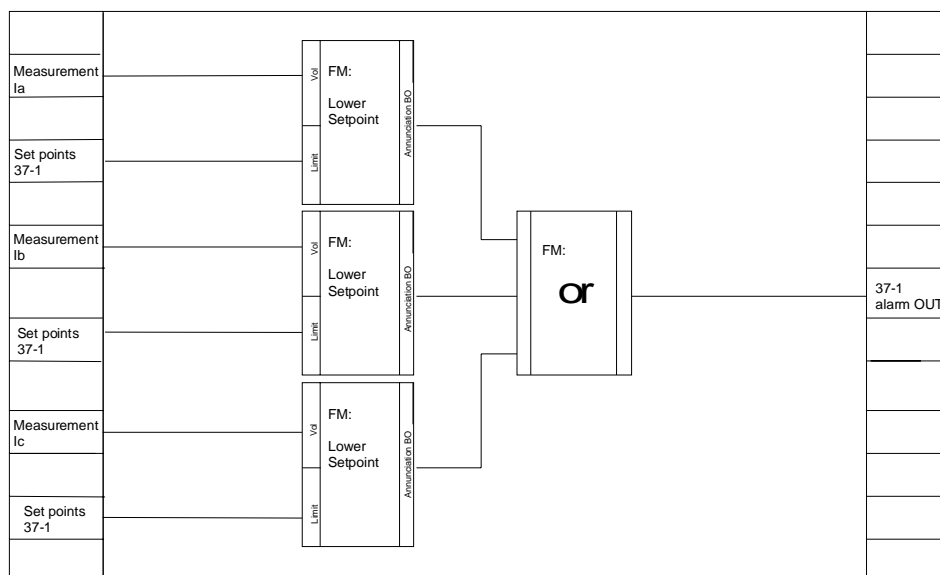 Measurement
Ia
Set points
37-1
Measurement
Ib
Set points
37-1
Measurement
Ic
Set points
37-1
Vol
Limit
FM:
Lower
Setpoint
Annunciation BO
Vol
Limit
FM:
Lower
Setpoint
Annunciation BO
Vol
Limit
FM:
Lower
Setpoint
Annunciation BO
FM:
or
37-1
alarm OUT